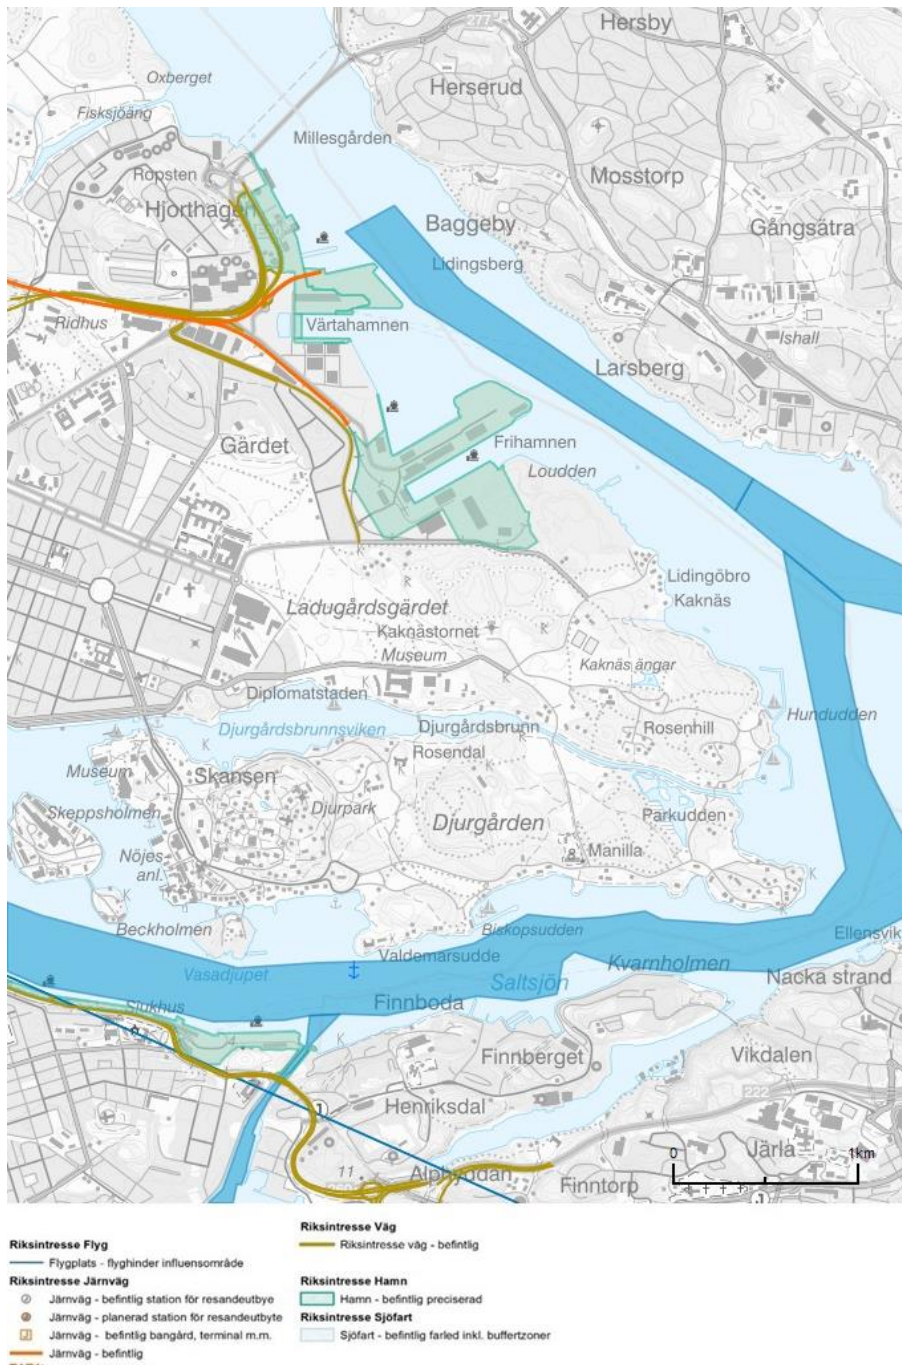 Hersby
277
Oxberget
Herserud
Fisksjöäng
Millesgården
Ropsten
Mosstorp
Hjorthagen
Baggeby
Gångsätra
Lidingsberg
Ridhus
Värtahamnen
Ishall
Larsberg
Gärdet
Frihamnen
Loudden
Lidingöbro
Kaknäs
Ladugårdsgärdet
Kaknästornet
Museum
Kaknäs ängar
Diplomatstaden
Djurgårdsbrunnsviken
Djurgårdsbrunn
Hundudden
Rosenhill
Rosendal
Museum
Skansen
Skeppsholmen
Djurpark
Djurgården
Parkudden
Nöjes-
anl.
Manilla
Beckholmen
Biskopsudden
Ellensvik
Valdemarsudde
Vasadjupet
Kvarnholmen
Nacka strand
Saltsjön
Sjukhus
Finnboda
Finnberget
Vikdalen
222
Henriksdal
Järla
0 1km
11
Alphyddan
Finntorp
Riksintresse Flyg
Flygplats - flyghinder influensområde
Riksintresse Järnväg
Järnväg - befintlig station för resandeutbye
Järnväg - planerad station för resandeutbyte
Järnväg - befintlig bangård, terminal m.m.
Järnväg - befintlig
Riksintresse Väg
Riksintresse väg - befintlig
Riksintresse Hamn
Hamn - befintlig preciserad
Riksintresse Sjöfart
Sjöfart - befintlig farled inkl. buffertzoner